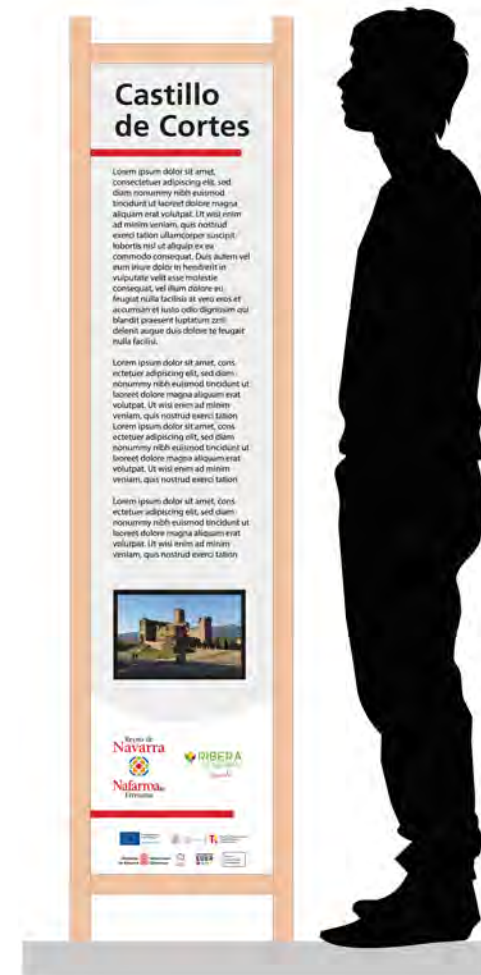 Castillo
de Cortes
Lorem ipsum dolor sit amet,
consectetuer adipiscing elit, sed
diam nonummy nibh euismod
tincidunt ut laoreet dolore magna
aliquam erat volutpat. Ut wisi enim
ad minim veniam, quis nostrud
exerci tation ullamcorper suscipit
lobortis nisl ut aliquip ex ea
commodo consequat. Duis autem vel
eum iriure dolor in hendrerit in
vulputate velit esse molestie
consequat, vel illum dolore eu
feugiat nulla facilisis at vero eros et
accumsan et iusto odio dignissim qui
blandit praesent luptatum zzril
delenit augue duis dolore te feugait
nulla facilisi.
Lorem ipsum dolor sit amet, cons
ectetuer adipiscing elit, sed diam
nonummy nibh euismod tincidunt ut
laoreet dolore magna aliquam erat
volutpat. Ut wisi enim ad minim
veniam, quis nostrud exerci tation
Lorem ipsum dolor sit amet, cons
ectetuer adipiscing elit, sed diam
nonummy nibh euismod tincidunt ut
laoreet dolore magna aliquam erat
volutpat. Ut wisi enim ad minim
veniam, quis nostrud exerci tation
Lorem ipsum dolor sit amet, cons
ectetuer adipiscing elit, sed diam
nonummy nibh euismod tincidunt ut
laoreet dolore magna aliquam erat
volutpat. Ut wisi enim ad minim
veniam, quis nostrud exerci tation
Reyno de
Navarra
Nafarroa
Erresuma
RIBERA